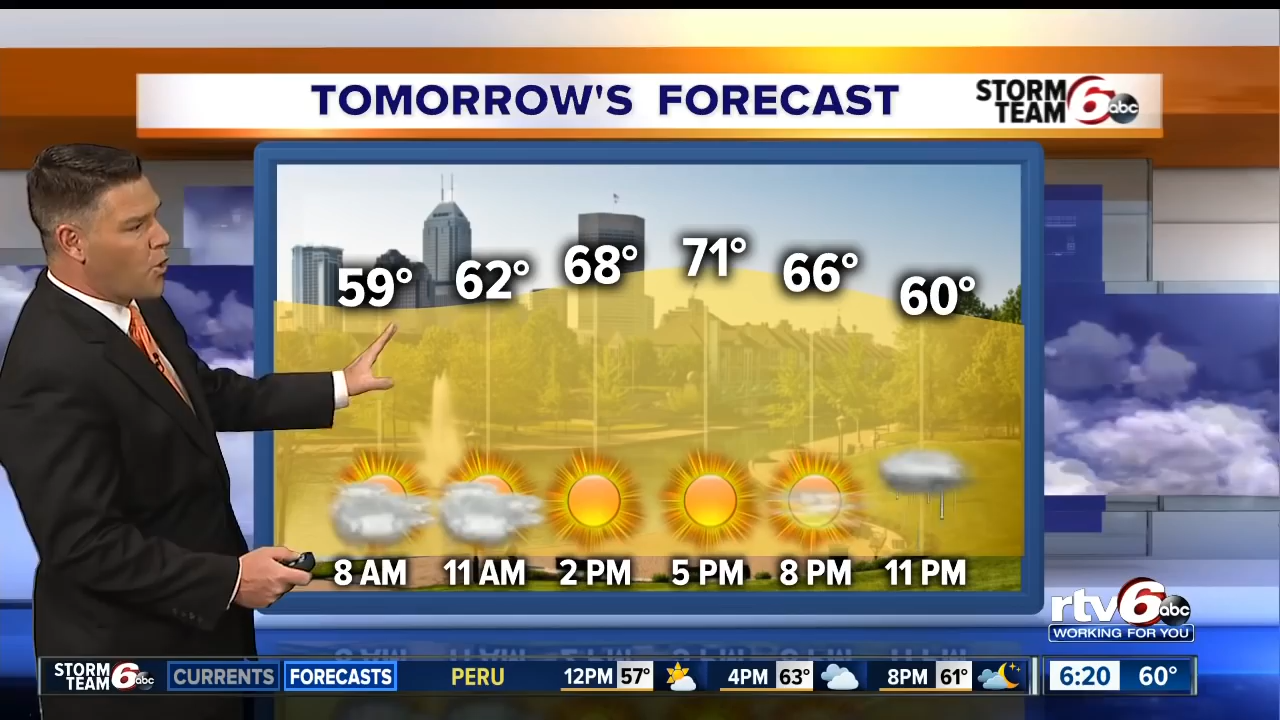 TOMORROW'S FORECAST
STORM TEAM 6 abc
59° 62° 68° 71° 66° 60°
8 AM 11 AM 2 PM 5 PM 8 PM 11 PM
rtv6 abc
WORKING FOR YOU
STORM TEAM 6 abc CURRENTS FORECASTS PERU 12PM 57° 4PM 63° 8PM 61° 6:20 60°